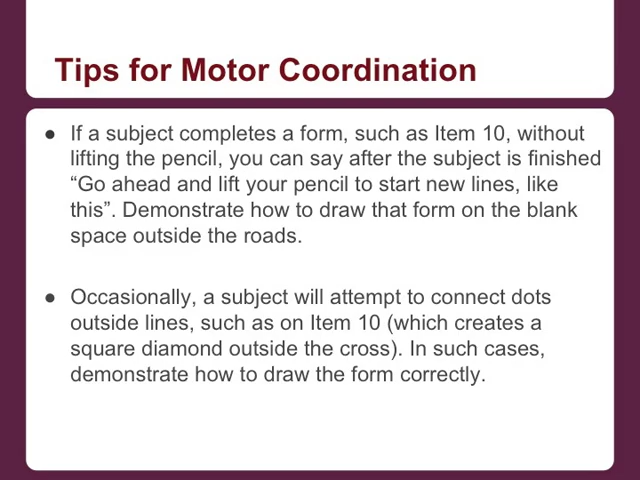 Tips for Motor Coordination
● If a subject completes a form, such as Item 10, without
lifting the pencil, you can say after the subject is finished
“Go ahead and lift your pencil to start new lines, like
this”. Demonstrate how to draw that form on the blank
space outside the roads.
● Occasionally, a subject will attempt to connect dots
outside lines, such as on Item 10 (which creates a
square diamond outside the cross). In such cases,
demonstrate how to draw the form correctly.